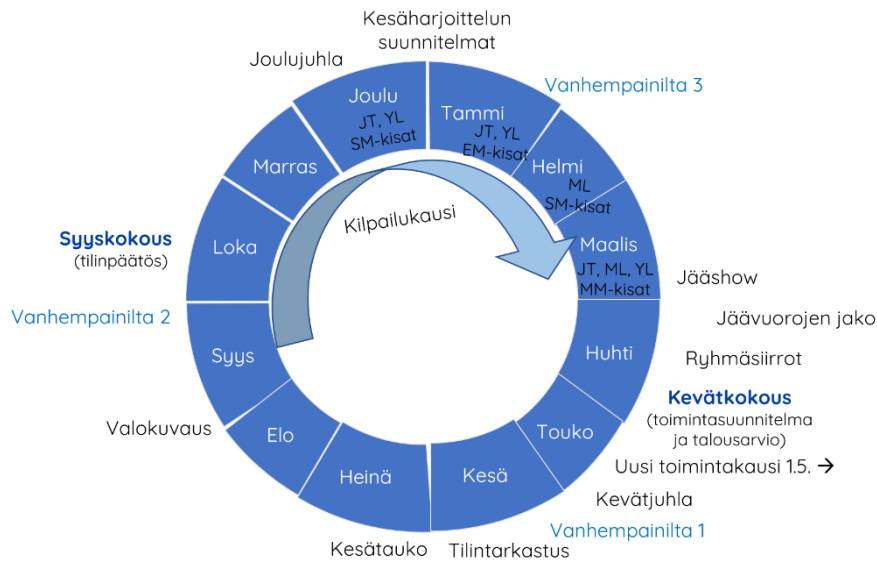 Kesäharjoittelun
suunnitelmat
Joulujuhla
Vanhempainilta 3
Joulu
JT, YL
SM-kisat
Tammi
JT, YL
EM-kisat
Helmi
ML
SM-kisat
Marras
Kilpailukausi
Loka
Syyskokous
(tilinpäätös)
Maalis
JT, ML, YL
MM-kisat
Jääshow
Vanhempainilta 2
Jäävuorojen jako
Syys
Huhti
Ryhmäsiirrot
Kevätkokous
(toimintasuunnitelma
ja talousarvio)
Valokuvaus
Elo
Touko
Uusi toimintakausi 1.5. →
Heinä
Kesä
Kevätjuhla
Vanhempainilta 1
Kesätauko
Tilintarkastus